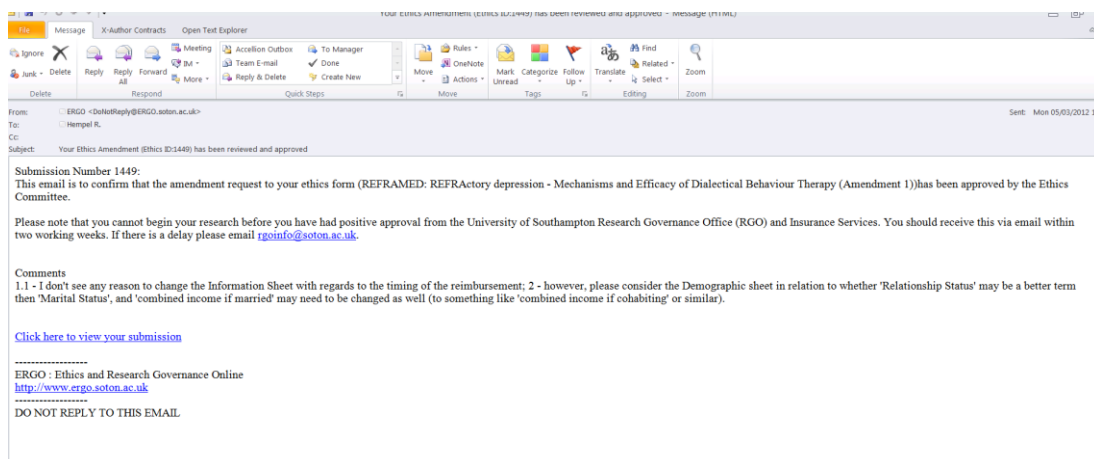 Your Ethics Amendment (Ethics ID:1449) has been reviewed and approved - Message (HTML)
File Message X-Author Contracts Open Text Explorer
Ignore
Junk
Delete
Reply
Reply All
Forward
Meeting
IM
More
Accellion Outbox
Team E-mail
Reply & Delete
To Manager
Done
Create New
Move
Rules
OneNote
Actions
Mark Unread
Categorize
Follow Up
Translate
Find
Related
Select
Zoom
Delete Respond Quick Steps Move Tags Editing Zoom
From: ERGO <DoNotReply@ERGO.soton.ac.uk> Sent: Mon 05/03/2012 1
To: Hempel R.
Cc:
Subject: Your Ethics Amendment (Ethics ID:1449) has been reviewed and approved
Submission Number 1449:
This email is to confirm that the amendment request to your ethics form (REFRAMED: REFRActory depression - Mechanisms and Efficacy of Dialectical Behaviour Therapy (Amendment 1))has been approved by the Ethics
Committee.
Please note that you cannot begin your research before you have had positive approval from the University of Southampton Research Governance Office (RGO) and Insurance Services. You should receive this via email within
two working weeks. If there is a delay please email rgoinfo@soton.ac.uk.
Comments
1.1 - I don't see any reason to change the Information Sheet with regards to the timing of the reimbursement; 2 - however, please consider the Demographic sheet in relation to whether 'Relationship Status' may be a better term
then 'Marital Status', and 'combined income if married' may need to be changed as well (to something like 'combined income if cohabiting' or similar).
Click here to view your submission
------------------
ERGO : Ethics and Research Governance Online
http://www.ergo.soton.ac.uk
------------------
DO NOT REPLY TO THIS EMAIL